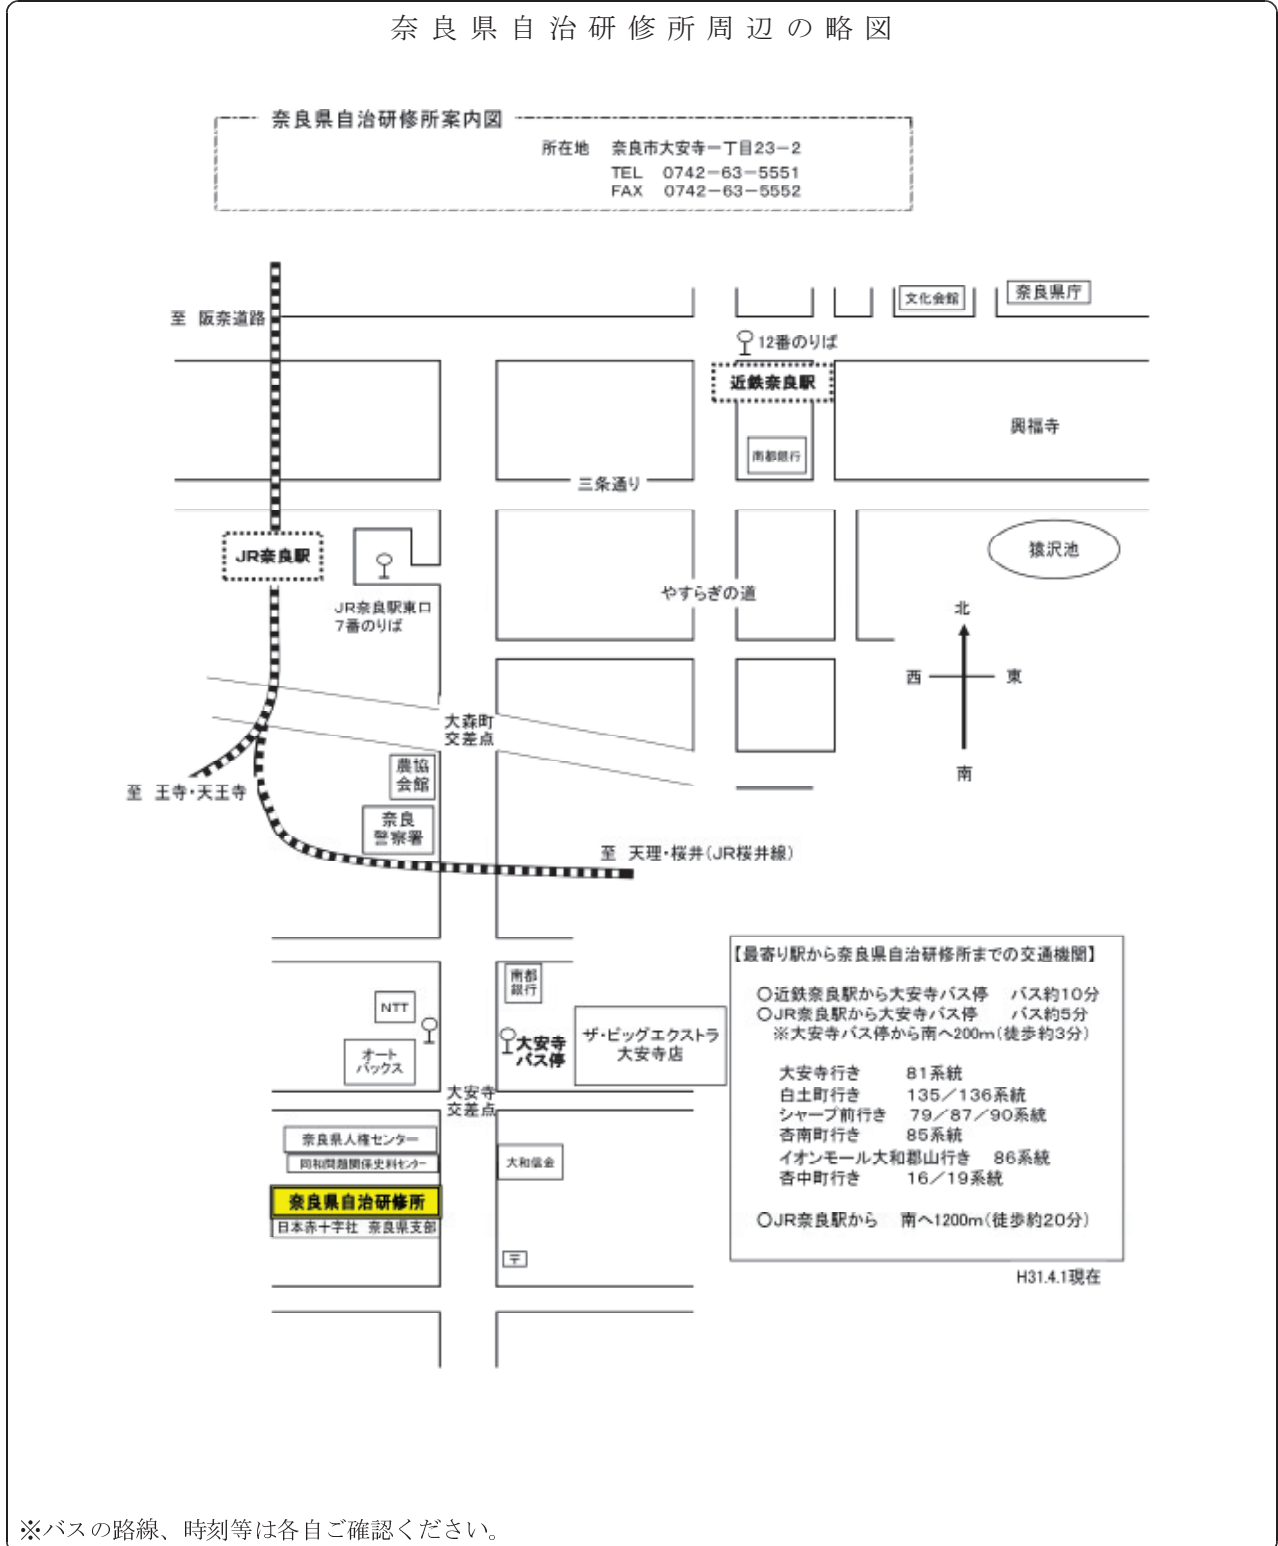 奈良県自治研修所周辺の略図
奈良県自治研修所案内図
所在地　奈良市大安寺一丁目23－2
TEL　0742－63－5551
FAX　0742－63－5552
至　阪奈道路
文化会館
奈良県庁
12番のりば
近鉄奈良駅
興福寺
南都銀行
三条通り
JR奈良駅
猿沢池
やすらぎの道
JR奈良駅東口
7番のりば
北
西
東
南
大森町
交差点
農協
会館
至　王寺・天王寺
奈良
警察署
至　天理・桜井(JR桜井線)
【最寄り駅から奈良県自治研修所までの交通機関】
○近鉄奈良駅から大安寺バス停　バス約10分
○JR奈良駅から大安寺バス停　バス約5分
※大安寺バス停から南へ200m(徒歩約3分)
大安寺行き　81系統
白土町行き　135／136系統
シャープ前行き　79／87／90系統
杏南町行き　85系統
イオンモール大和郡山行き　86系統
杏中町行き　16／19系統
○JR奈良駅から　南へ1200m(徒歩約20分)
H31.4.1現在
南都
銀行
NTT
大安寺
バス停
ザ・ビッグエクストラ
大安寺店
オート
バックス
大安寺
交差点
奈良県人権センター
同和問題関係史料センター
大和信金
奈良県自治研修所
日本赤十字社　奈良県支部
〒
※バスの路線、時刻等は各自ご確認ください。